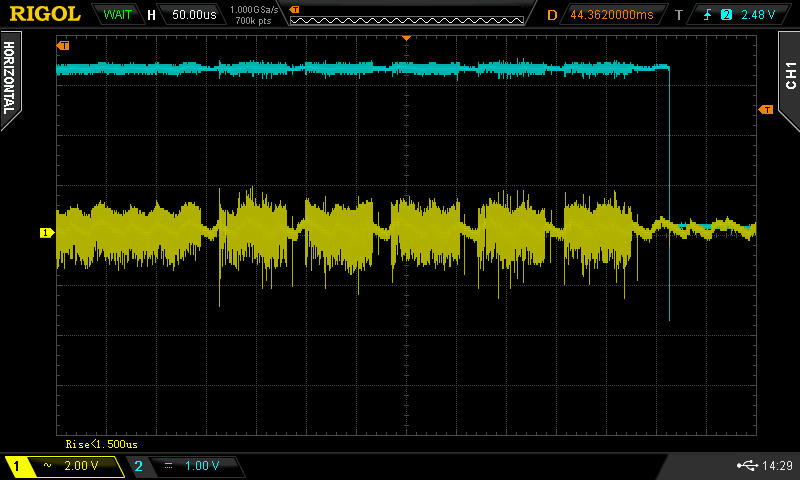 RIGOL WAIT H 50.00us 1.000GSa/s 700k pts T D 44.3620000ms T 2 2.48 V
HORIZONTAL
T
CH1
T
1
Rise<1.500us
1 ~ 2.00 V 2 1.00 V 14:29